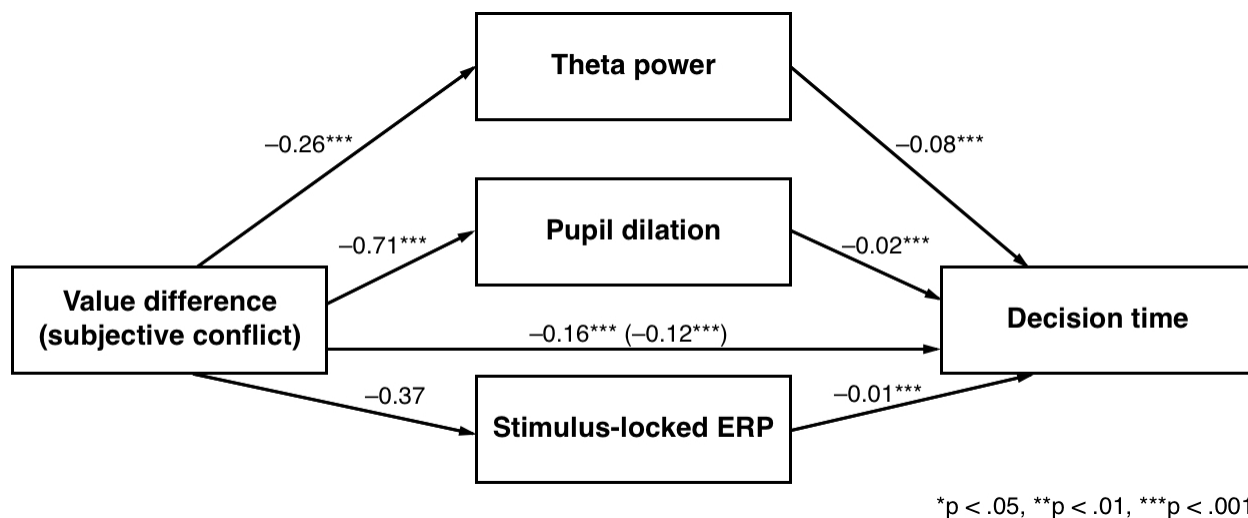 Theta power
–0.26***
–0.08***
Pupil dilation
–0.71***
–0.02***
Value difference
(subjective conflict)
Decision time
–0.16*** (–0.12***)
–0.37
–0.01***
Stimulus-locked ERP
*p < .05, **p < .01, ***p < .001